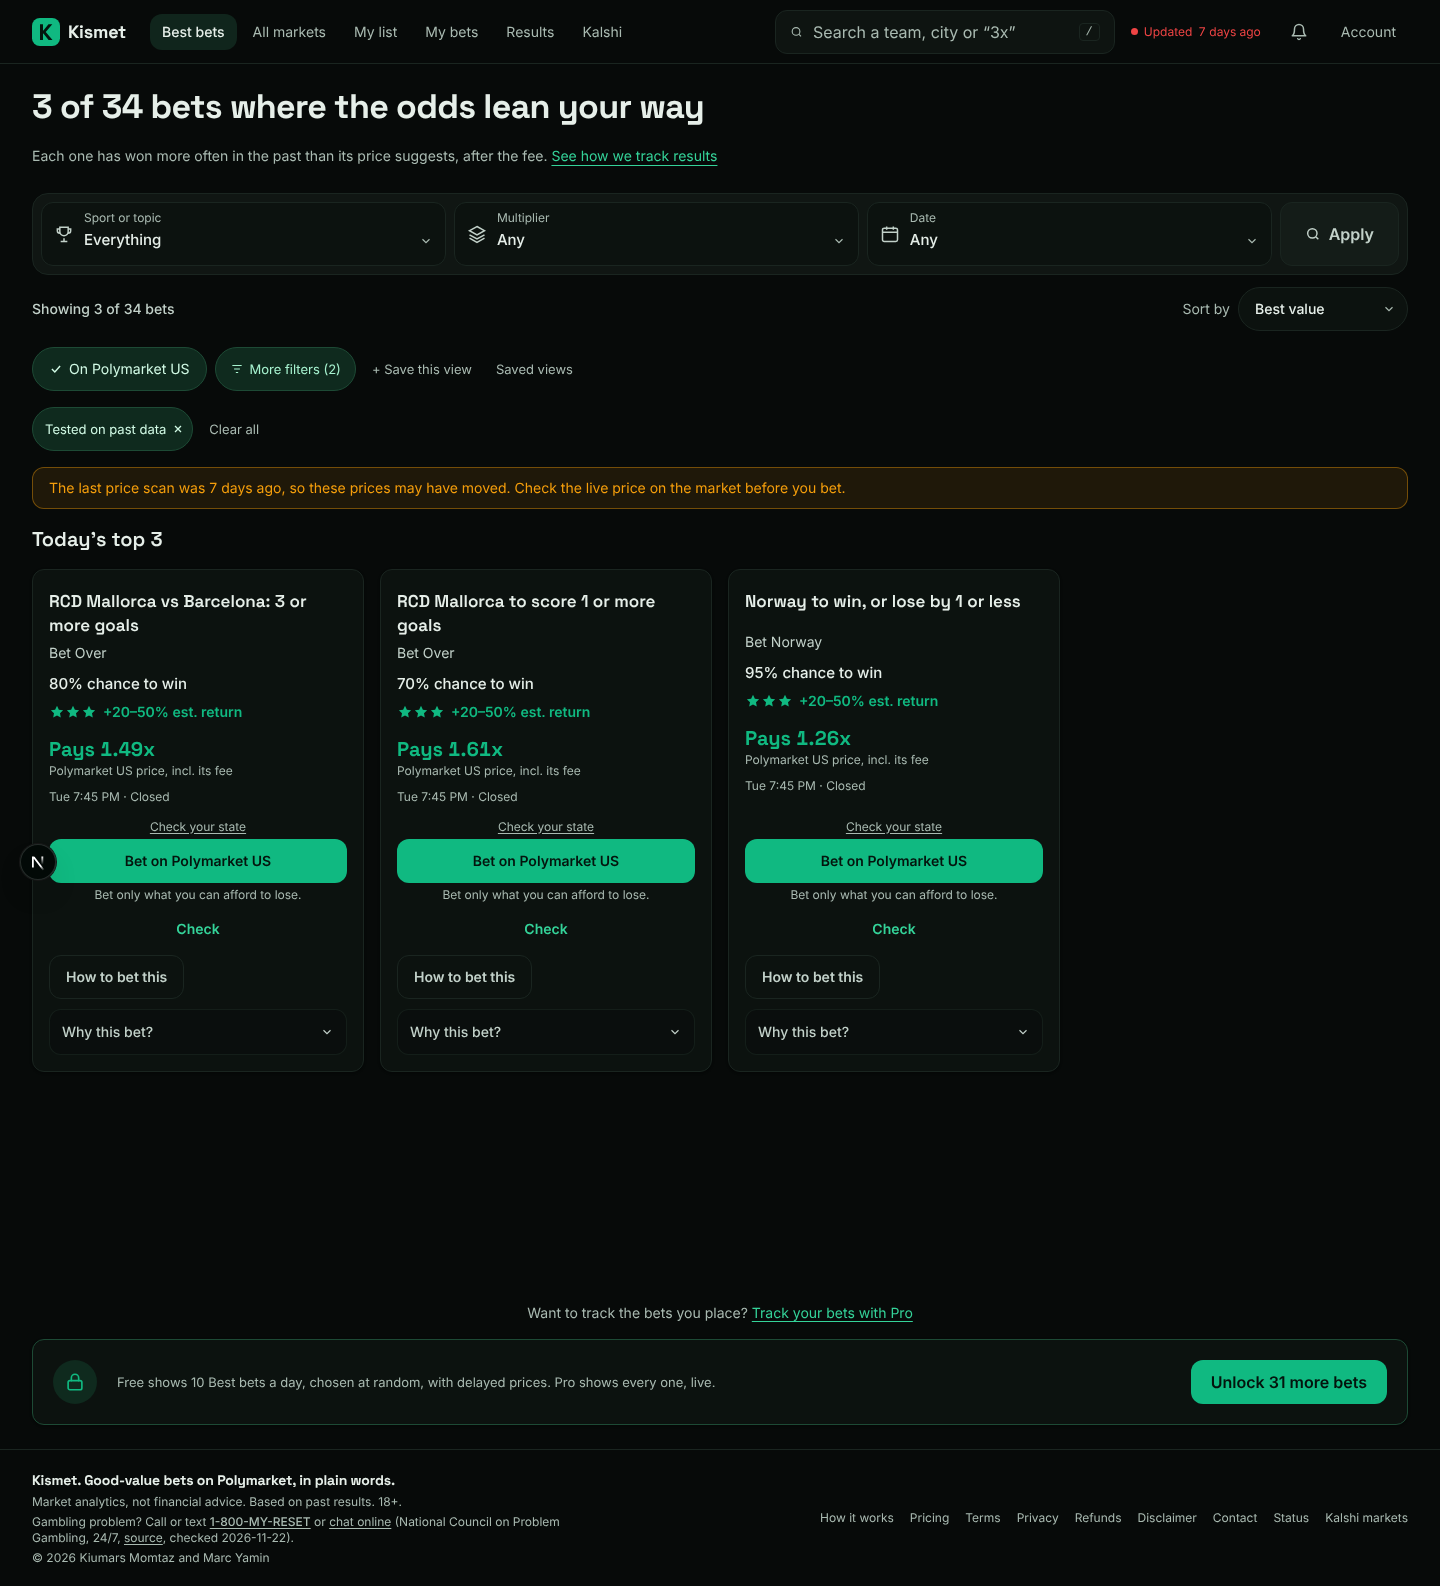 K Kismet
Best bets
All markets
My list
My bets
Results
Kalshi
Search a team, city or “3x”
/
Updated 7 days ago
Account
3 of 34 bets where the odds lean your way
Each one has won more often in the past than its price suggests, after the fee. See how we track results
Sport or topic
Everything
Multiplier
Any
Date
Any
Apply
Showing 3 of 34 bets
Sort by
Best value
On Polymarket US
More filters (2)
+ Save this view
Saved views
Tested on past data ×
Clear all
The last price scan was 7 days ago, so these prices may have moved. Check the live price on the market before you bet.
Today’s top 3
RCD Mallorca vs Barcelona: 3 or
more goals
Bet Over
80% chance to win
★★★ +20–50% est. return
Pays 1.49x
Polymarket US price, incl. its fee
Tue 7:45 PM · Closed
Check your state
Bet on Polymarket US
Bet only what you can afford to lose.
Check
How to bet this
Why this bet?
RCD Mallorca to score 1 or more
goals
Bet Over
70% chance to win
★★★ +20–50% est. return
Pays 1.61x
Polymarket US price, incl. its fee
Tue 7:45 PM · Closed
Check your state
Bet on Polymarket US
Bet only what you can afford to lose.
Check
How to bet this
Why this bet?
Norway to win, or lose by 1 or less
Bet Norway
95% chance to win
★★★ +20–50% est. return
Pays 1.26x
Polymarket US price, incl. its fee
Tue 7:45 PM · Closed
Check your state
Bet on Polymarket US
Bet only what you can afford to lose.
Check
How to bet this
Why this bet?
N
Want to track the bets you place? Track your bets with Pro
Free shows 10 Best bets a day, chosen at random, with delayed prices. Pro shows every one, live.
Unlock 31 more bets
Kismet. Good-value bets on Polymarket, in plain words.
Market analytics, not financial advice. Based on past results. 18+.
Gambling problem? Call or text 1-800-MY-RESET or chat online (National Council on Problem
Gambling, 24/7, source, checked 2026-11-22).
© 2026 Kiumars Momtaz and Marc Yamin
How it works
Pricing
Terms
Privacy
Refunds
Disclaimer
Contact
Status
Kalshi markets